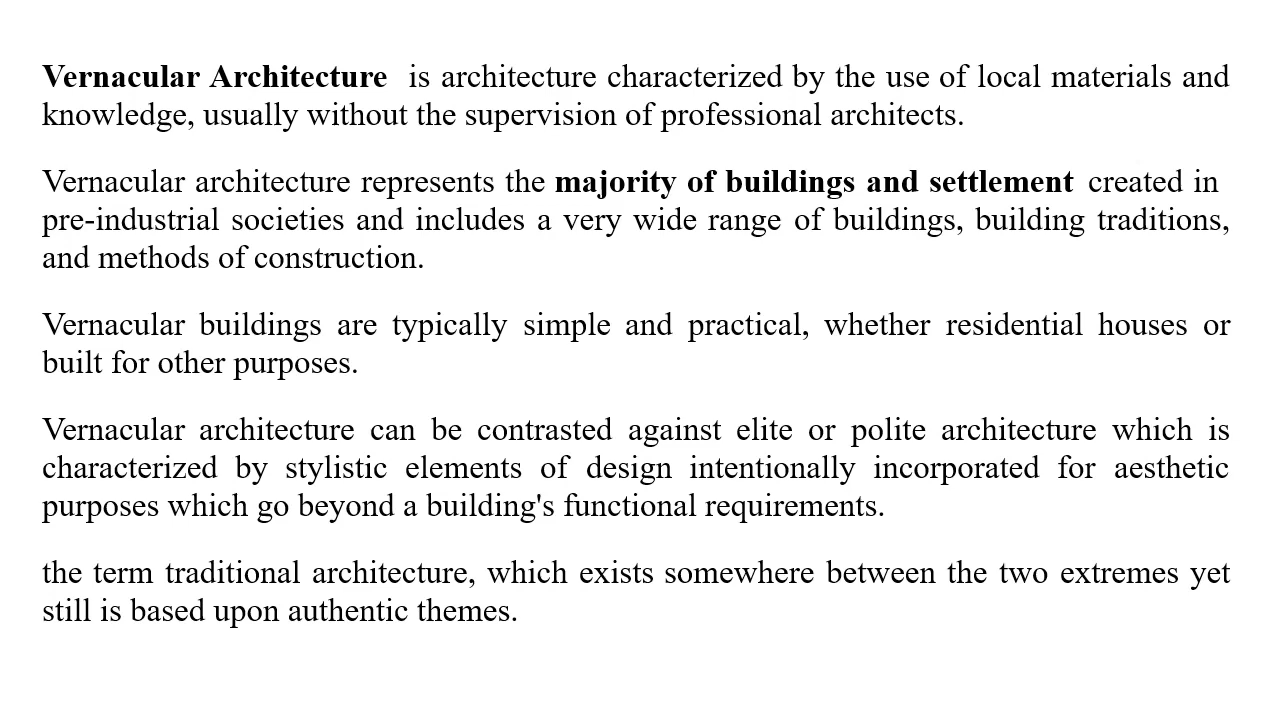 Vernacular Architecture is architecture characterized by the use of local materials and
knowledge, usually without the supervision of professional architects.
Vernacular architecture represents the majority of buildings and settlement created in
pre-industrial societies and includes a very wide range of buildings, building traditions,
and methods of construction.
Vernacular buildings are typically simple and practical, whether residential houses or
built for other purposes.
Vernacular architecture can be contrasted against elite or polite architecture which is
characterized by stylistic elements of design intentionally incorporated for aesthetic
purposes which go beyond a building's functional requirements.
the term traditional architecture, which exists somewhere between the two extremes yet
still is based upon authentic themes.